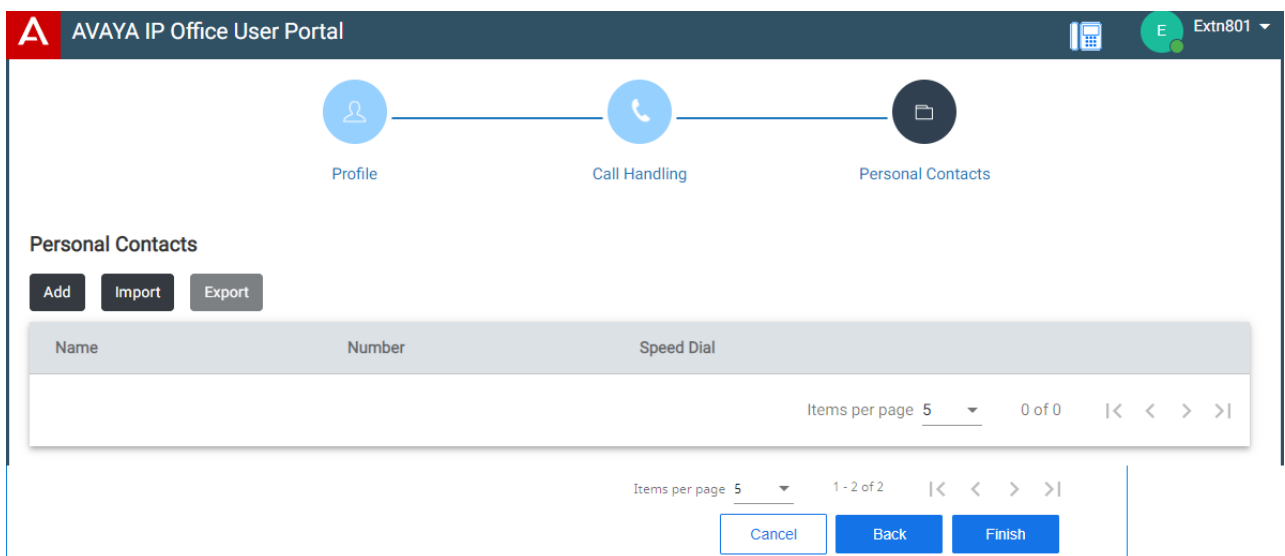 AVAYA IP Office User Portal
E
Extn801
Profile
Call Handling
Personal Contacts
Personal Contacts
Add
Import
Export
Name
Number
Speed Dial
Items per page 5
0 of 0
Items per page 5
1 - 2 of 2
Cancel
Back
Finish